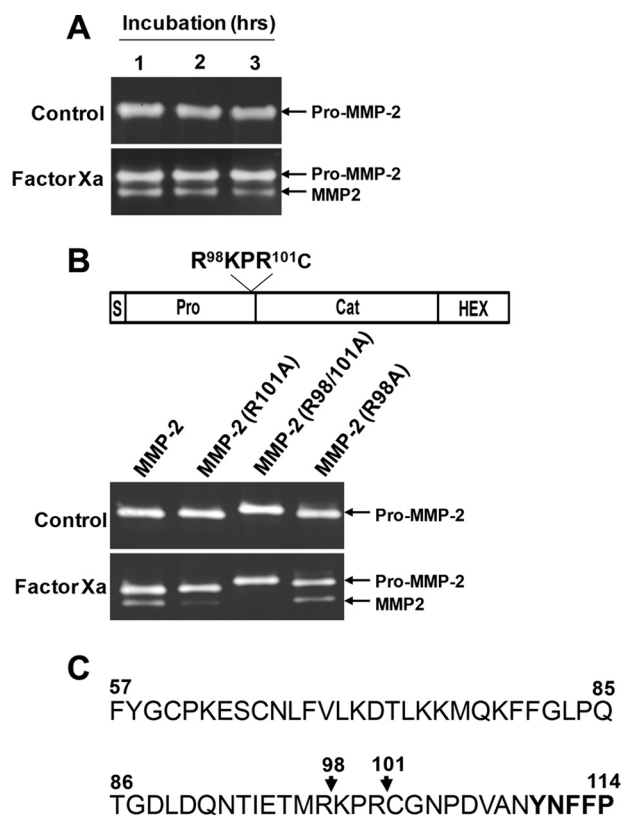 A
Incubation (hrs)
1 2 3
Control
Pro-MMP-2
Factor Xa
Pro-MMP-2
MMP2
B
R98KPR101C
S Pro Cat HEX
MMP-2
MMP-2 (R101A)
MMP-2 (R98/101A)
MMP-2 (R98A)
Control
Pro-MMP-2
Factor Xa
Pro-MMP-2
MMP2
C
57 85
FYGCPKESCNLFVLKDTLKKMQKFFGLPQ
86 98 101 114
TGDLDQNTIETMRKPRCGNPDVANYNFFP